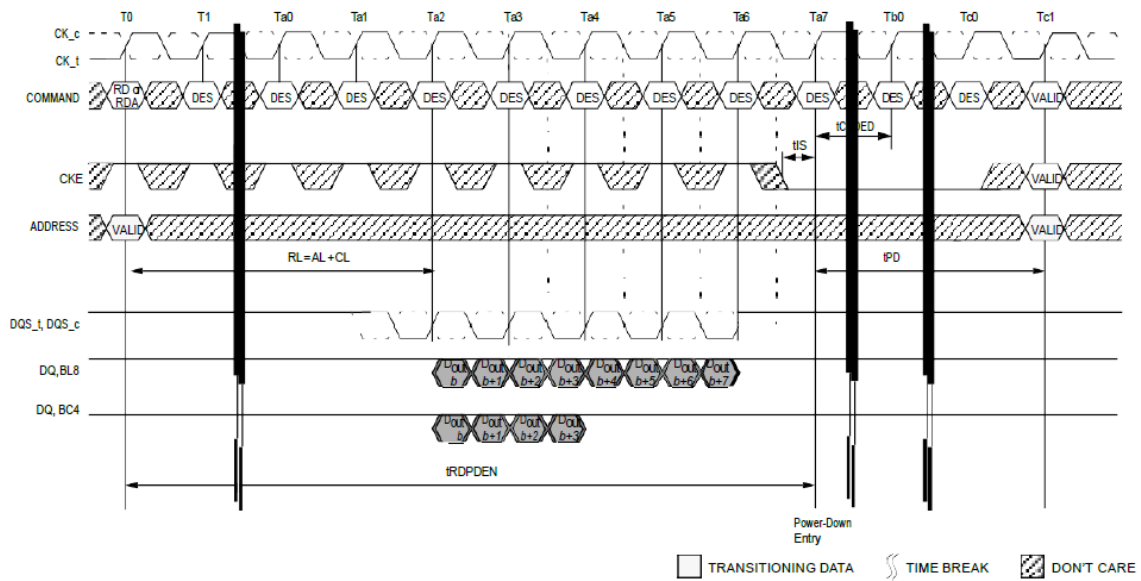 T0 T1 Ta0 Ta1 Ta2 Ta3 Ta4 Ta5 Ta6 Ta7 Tb0 Tc0 Tc1
CK_c
CK_t
COMMAND RD RDA DES DES DES DES DES DES DES DES DES DES DES VALID
tIS
CKE VALID
ADDRESS VALID VALID
RL = AL + CL tPD
DQS_t, DQS_c
DQ,BL8 Dout b Dout b+1 Dout b+2 Dout b+3 Dout b+4 Dout b+5 Dout b+6 Dout b+7
DQ, BC4 Dout b Dout b+1 Dout b+2 Dout b+3
tRDPDEN
Power-Down
Entry
TRANSITIONING DATA TIME BREAK DON'T CARE